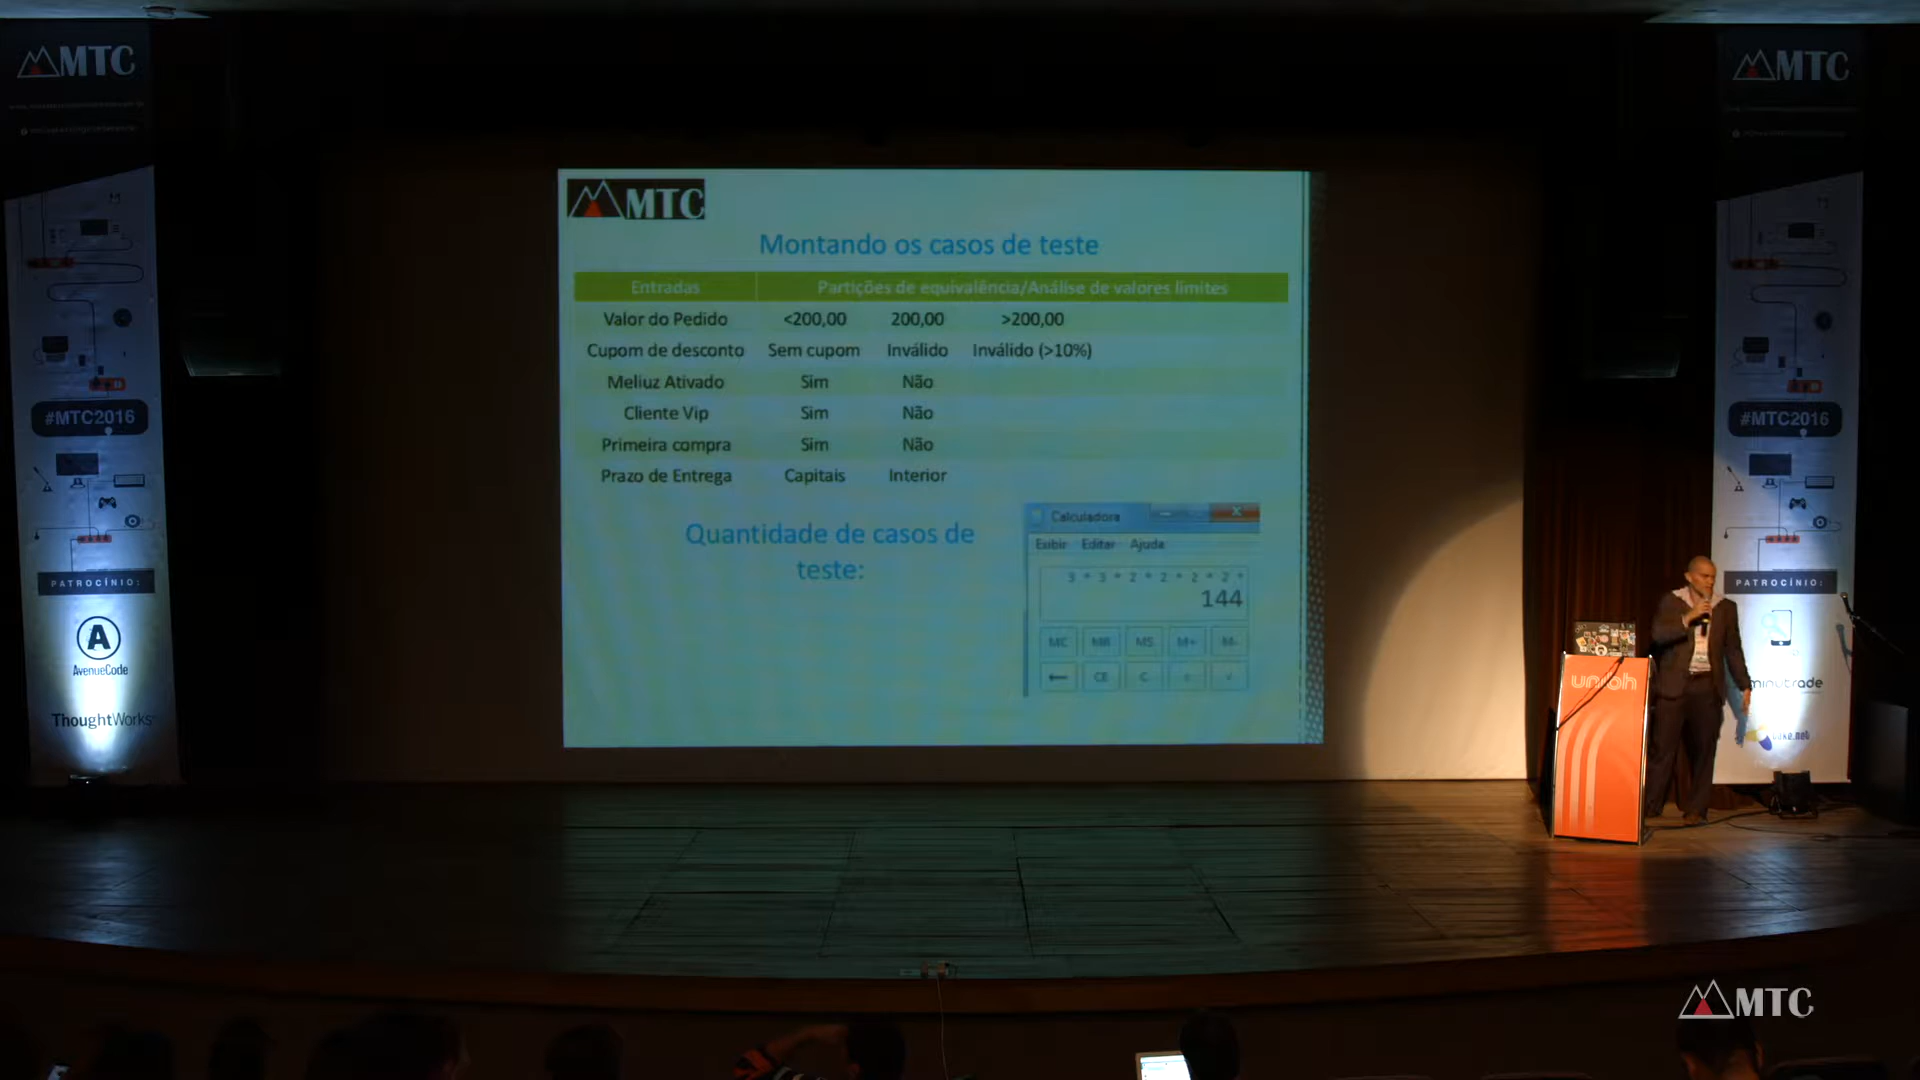 MTC
#MTC2016
PATROCÍNIO:
A
AvenueCode
ThoughtWorks
MTC
Montando os casos de teste
Entradas Partições de equivalência/Análise de valores limites
Valor do Pedido <200,00 200,00 >200,00
Cupom de desconto Sem cupom Inválido Inválido (>10%)
Meliuz Ativado Sim Não
Cliente Vip Sim Não
Primeira compra Sim Não
Prazo de Entrega Capitais Interior
Quantidade de casos de
teste:
Calculadora
Exibir Editar Ajuda
3 * 3 * 2 * 2 * 2 * 2 *
144
MC MR MS M+ M-
← CE C ± √
MTC
#MTC2016
PATROCÍNIO:
minutrade
unibh
MTC